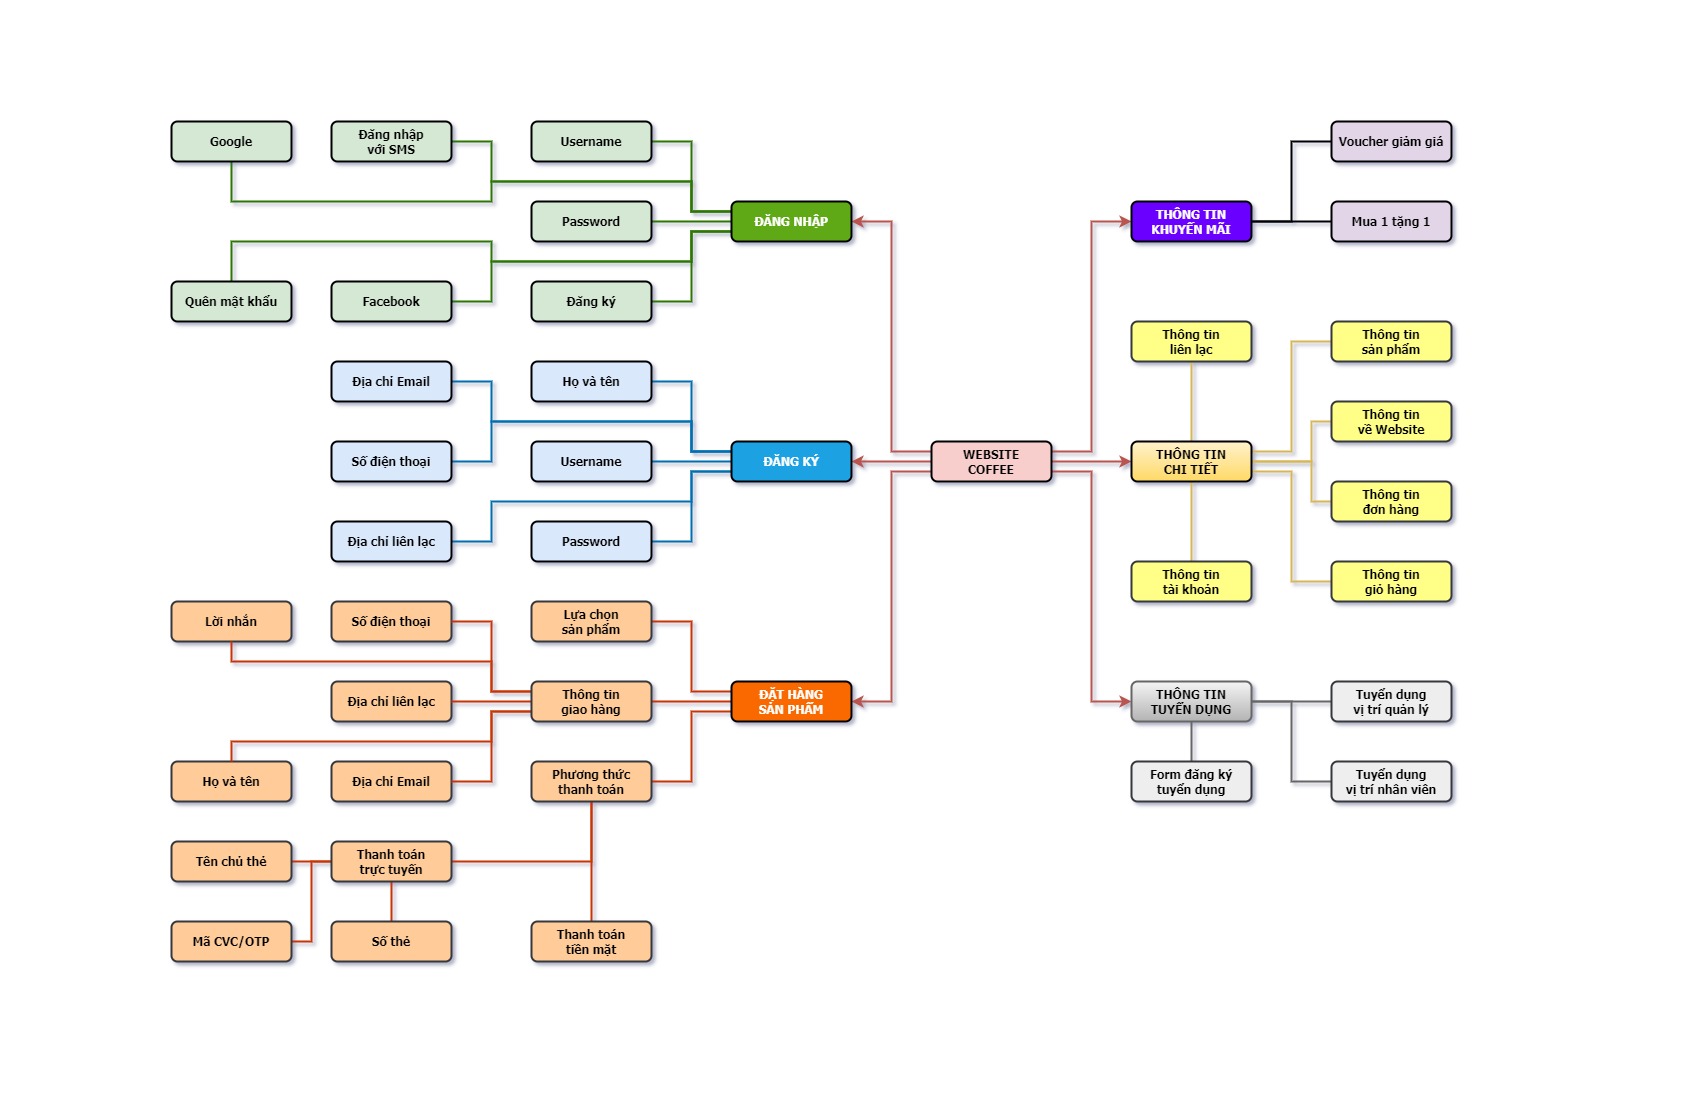 Google
Đăng nhập
với SMS
Username
Password
ĐĂNG NHẬP
Quên mật khẩu
Facebook
Đăng ký
Địa chỉ Email
Họ và tên
Số điện thoại
Username
ĐĂNG KÝ
Địa chỉ liên lạc
Password
Lời nhắn
Số điện thoại
Lựa chọn
sản phẩm
Địa chỉ liên lạc
Thông tin
giao hàng
ĐẶT HÀNG
SẢN PHẨM
Họ và tên
Địa chỉ Email
Phương thức
thanh toán
Tên chủ thẻ
Thanh toán
trực tuyến
Mã CVC/OTP
Số thẻ
Thanh toán
tiền mặt
WEBSITE
COFFEE
Voucher giảm giá
THÔNG TIN
KHUYẾN MÃI
Mua 1 tặng 1
Thông tin
liên lạc
Thông tin
sản phẩm
Thông tin
về Website
THÔNG TIN
CHI TIẾT
Thông tin
đơn hàng
Thông tin
tài khoản
Thông tin
giỏ hàng
THÔNG TIN
TUYỂN DỤNG
Tuyển dụng
vị trí quản lý
Form đăng ký
tuyển dụng
Tuyển dụng
vị trí nhân viên